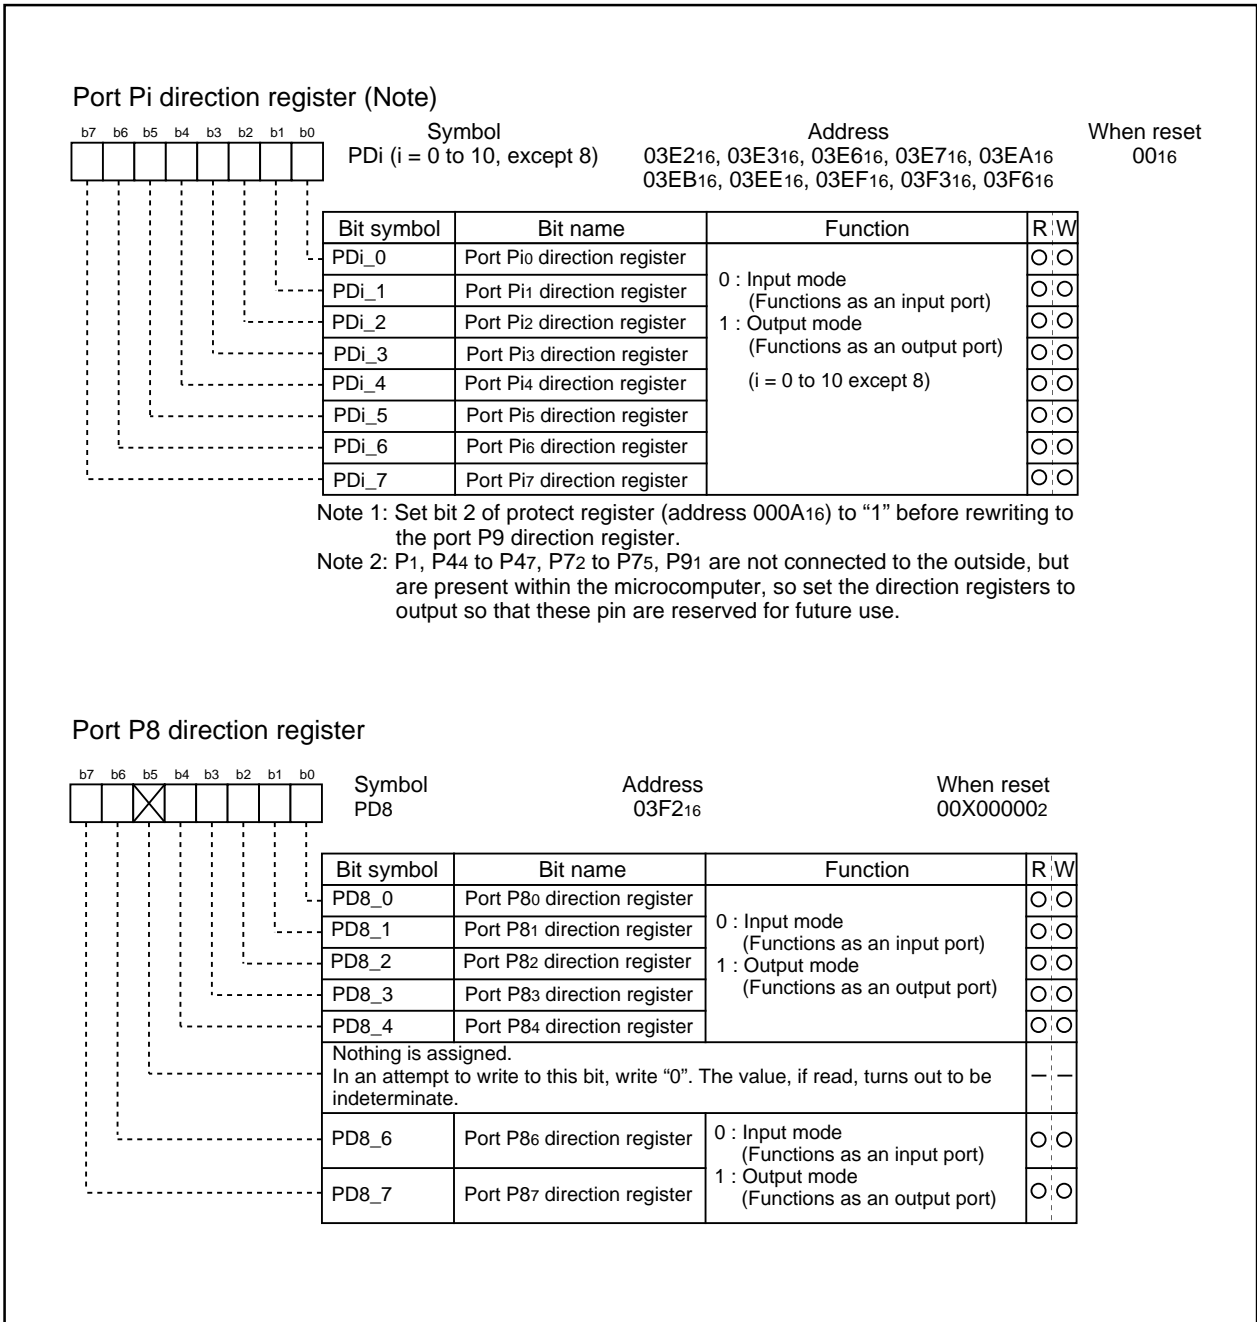 Port Pi direction register (Note)
b7 b6 b5 b4 b3 b2 b1 b0
Symbol Address When reset
PDi (i = 0 to 10, except 8) 03E216, 03E316, 03E616, 03E716, 03EA16 0016
03EB16, 03EE16, 03EF16, 03F316, 03F616
Bit symbol Bit name Function R W
PDi_0 Port Pi0 direction register
PDi_1 Port Pi1 direction register
PDi_2 Port Pi2 direction register
PDi_3 Port Pi3 direction register
PDi_4 Port Pi4 direction register
PDi_5 Port Pi5 direction register
PDi_6 Port Pi6 direction register
PDi_7 Port Pi7 direction register
0 : Input mode
(Functions as an input port)
1 : Output mode
(Functions as an output port)
(i = 0 to 10 except 8)
Note 1: Set bit 2 of protect register (address 000A16) to “1” before rewriting to
the port P9 direction register.
Note 2: P1, P44 to P47, P72 to P75, P91 are not connected to the outside, but
are present within the microcomputer, so set the direction registers to
output so that these pin are reserved for future use.
Port P8 direction register
b7 b6 b5 b4 b3 b2 b1 b0
Symbol Address When reset
PD8 03F216 00X000002
Bit symbol Bit name Function R W
PD8_0 Port P80 direction register
PD8_1 Port P81 direction register
PD8_2 Port P82 direction register
PD8_3 Port P83 direction register
PD8_4 Port P84 direction register
0 : Input mode
(Functions as an input port)
1 : Output mode
(Functions as an output port)
Nothing is assigned.
In an attempt to write to this bit, write “0”. The value, if read, turns out to be
indeterminate.
PD8_6 Port P86 direction register
PD8_7 Port P87 direction register
0 : Input mode
(Functions as an input port)
1 : Output mode
(Functions as an output port)